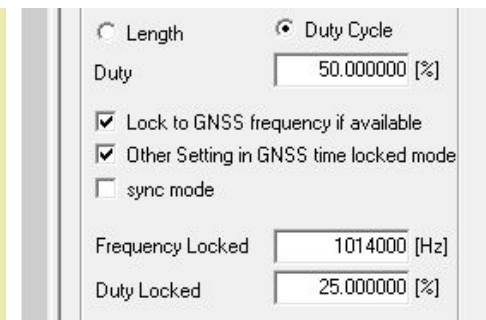 Length Duty Cycle
Duty 50.000000 [%]
Lock to GNSS frequency if available
Other Setting in GNSS time locked mode
sync mode
Frequency Locked 1014000 [Hz]
Duty Locked 25.000000 [%]